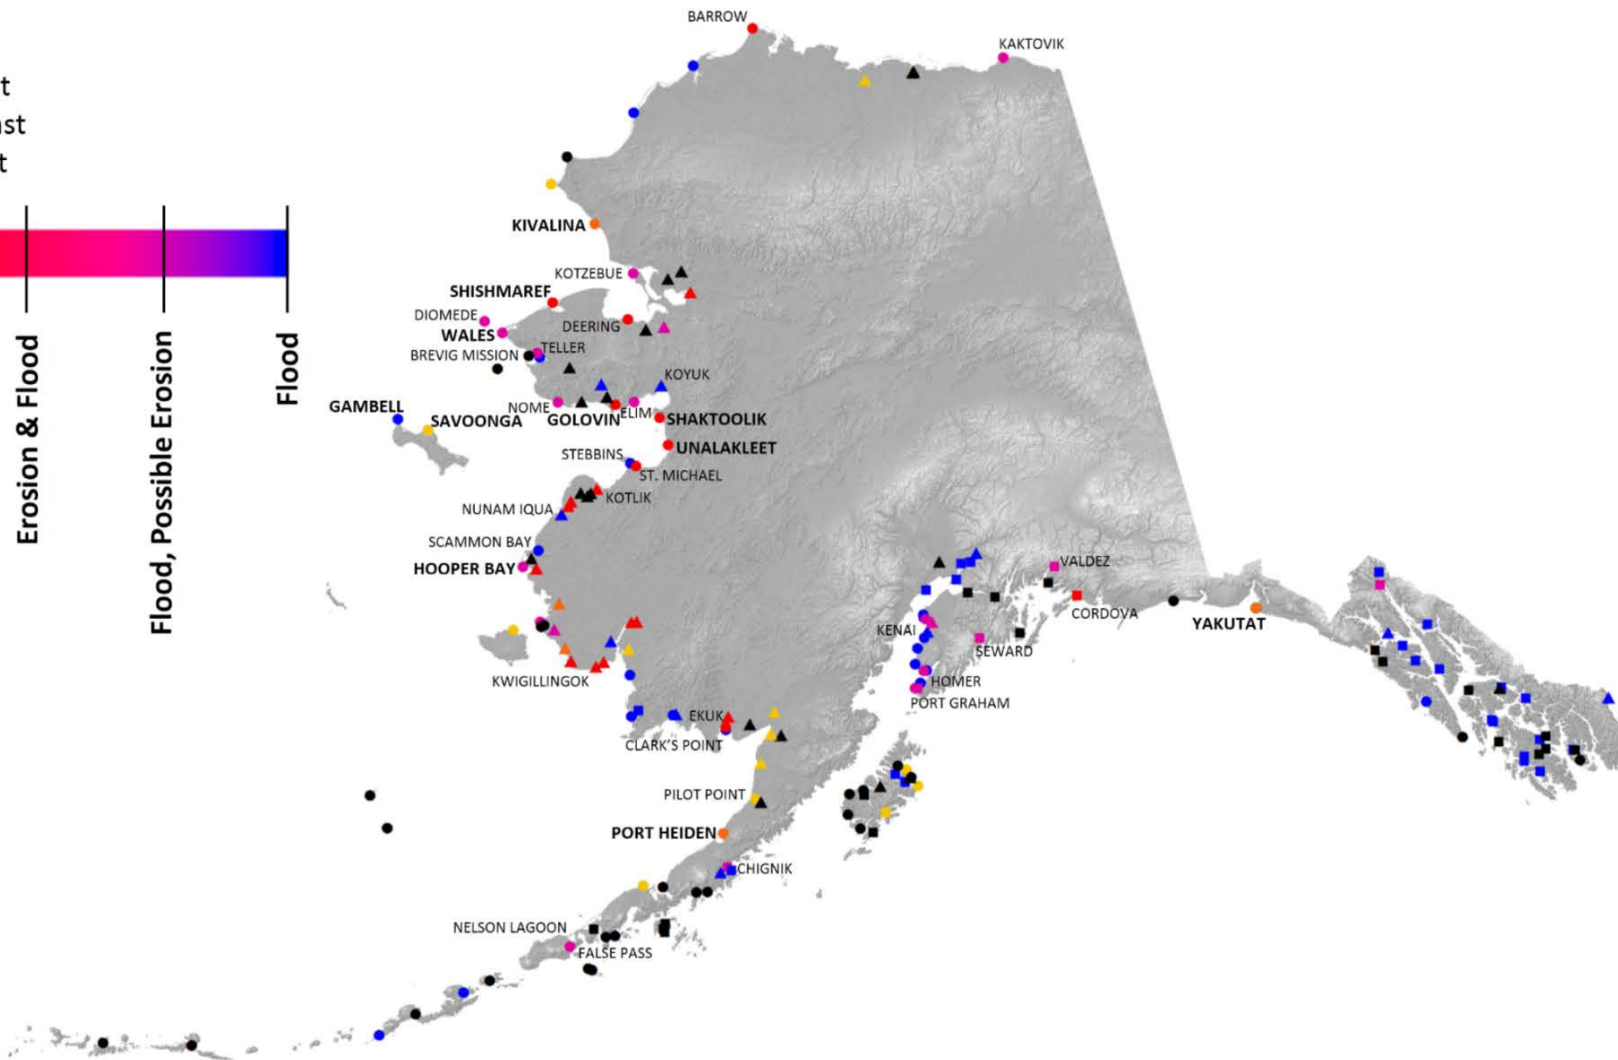 BARROW
KAKTOVIK
t
ast
t
KIVALINA
KOTZEBUE
SHISHMAREF
DIOMEDE
DEERING
WALES
TELLER
BREVIG MISSION
KOYUK
GAMBELL
NOME
ELIM
SAVOONGA
GOLOVIN
SHAKTOOLIK
UNALAKLEET
STEBBINS
ST. MICHAEL
KOTLIK
NUNAM IQUA
SCAMMON BAY
HOOPER BAY
VALDEZ
CORDOVA
YAKUTAT
KENAI
SEWARD
KWIGILLINGOK
HOMER
PORT GRAHAM
EKUK
CLARK'S POINT
PILOT POINT
PORT HEIDEN
CHIGNIK
NELSON LAGOON
FALSE PASS
Erosion & Flood
Flood, Possible Erosion
Flood